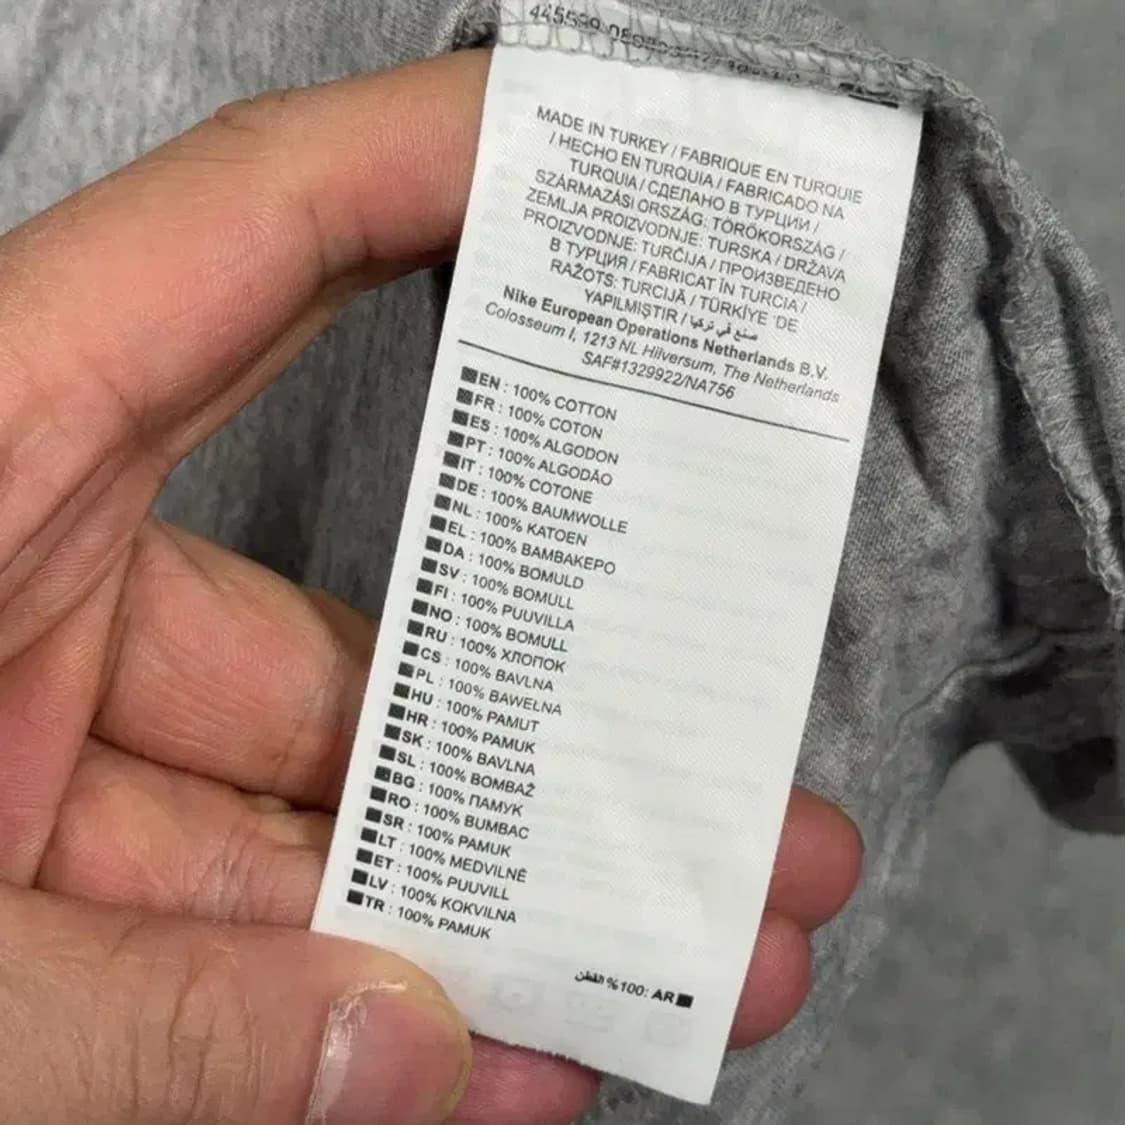 445599
MADE IN TURKEY / FABRIQUE EN TURQUIE
/ HECHO EN TURQUIA / FABRICADO NA
TURQUIA / СДЕЛАНО В ТУРЦИИ /
SZÁRMAZÁSI ORSZÁG: TÖRÖKORSZÁG /
ZEMLJA PROIZVODNJE: TURSKA / DRŽAVA
PROIZVODNJE: TURČIJA / ПРОИЗВЕДЕНО
В ТУРЦИЯ / FABRICAT ÎN TURCIA /
RAŽOTS: TURCIJĀ / TÜRKİYE 'DE
YAPILMIŞTIR / صنع في تركيا
Nike European Operations Netherlands B.V.
Colosseum I, 1213 NL Hilversum, The Netherlands
SAF#1329922/NA756
EN : 100% COTTON
FR : 100% COTON
ES : 100% ALGODON
PT : 100% ALGODÃO
IT : 100% COTONE
DE : 100% BAUMWOLLE
NL : 100% KATOEN
EL : 100% ΒΑΜΒΑΚΕΡΟ
DA : 100% BOMULD
SV : 100% BOMULL
FI : 100% PUUVILLA
NO : 100% BOMULL
RU : 100% ХЛОПОК
CS : 100% BAVLNA
PL : 100% BAWEŁNA
HU : 100% PAMUT
HR : 100% PAMUK
SK : 100% BAVLNA
SL : 100% BOMBAŽ
BG : 100% ПАМУК
RO : 100% BUMBAC
SR : 100% PAMUK
LT : 100% MEDVILNĖ
ET : 100% PUUVILL
LV : 100% KOKVILNA
TR : 100% PAMUK
AR :100% القطن